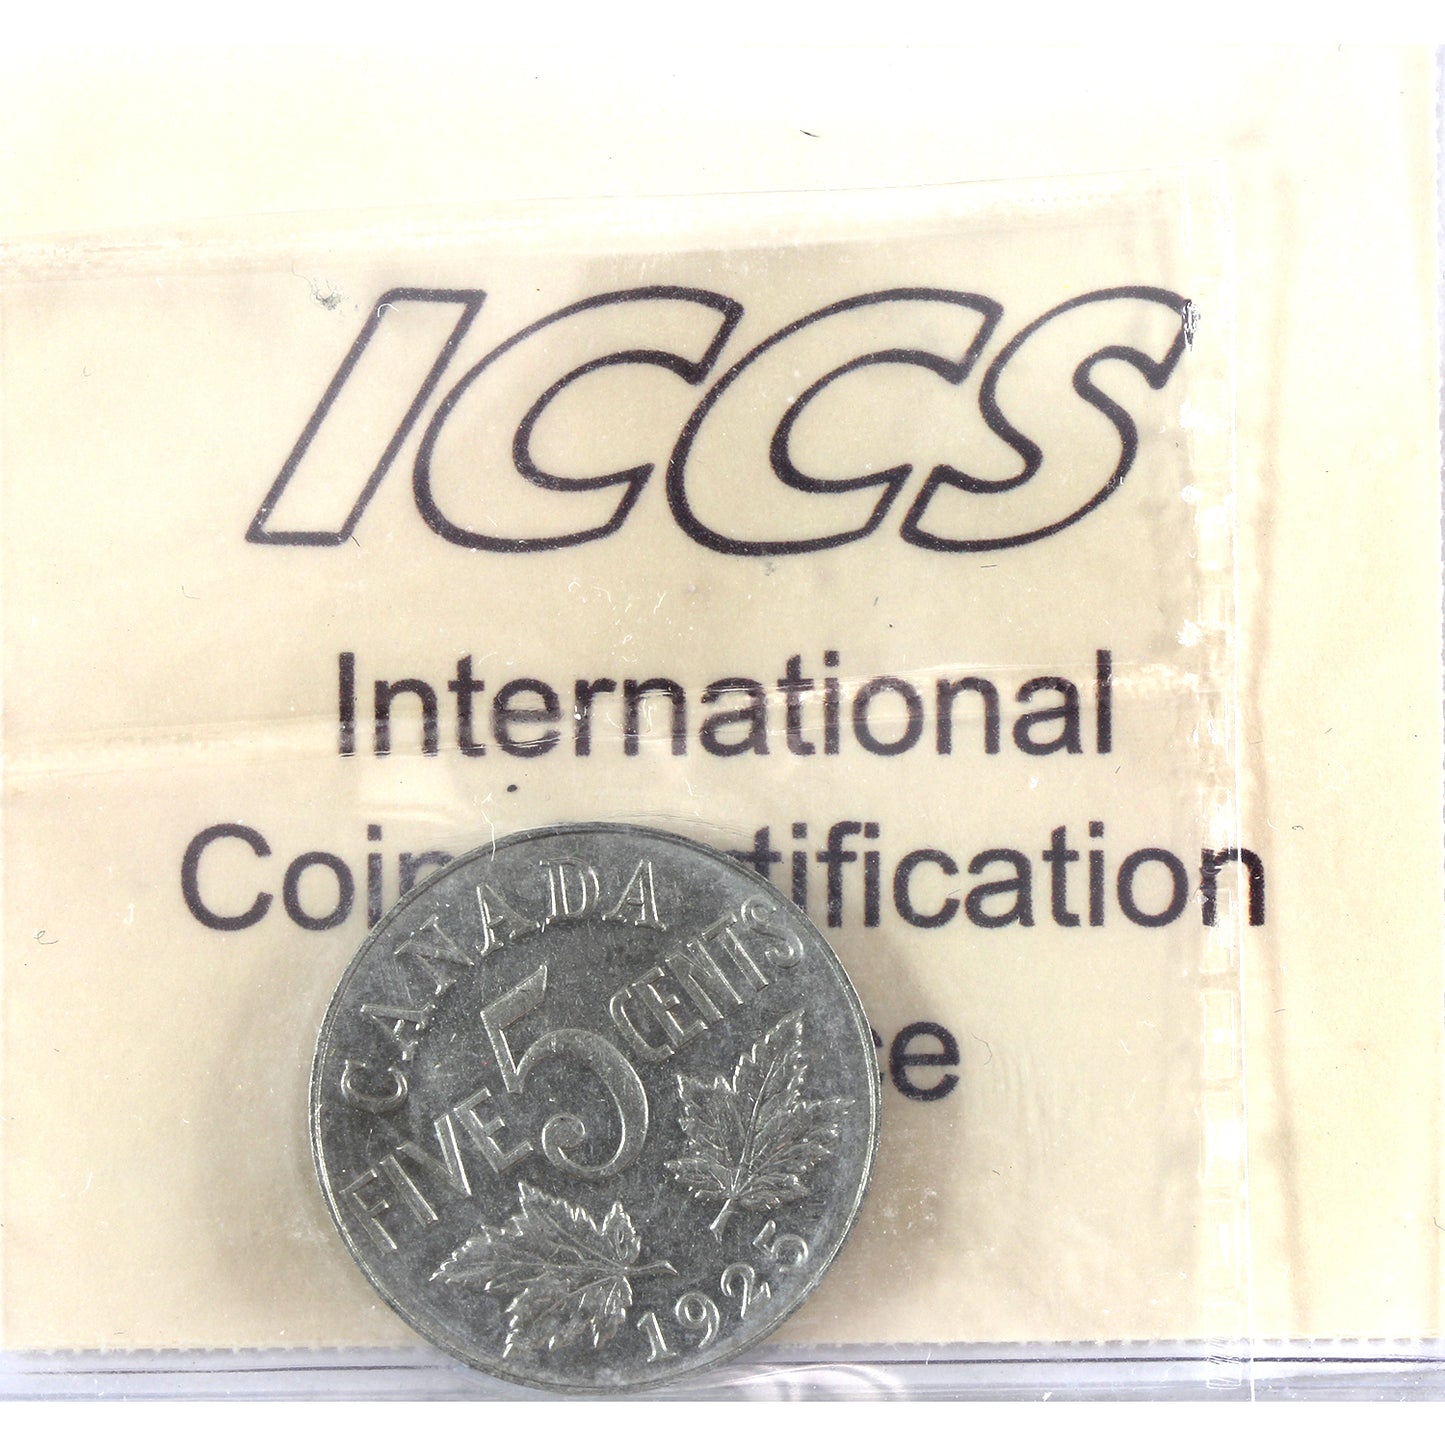 ICCS
International
Coin
tification
ce
CANADA
FIVE 5 CENTS
1925